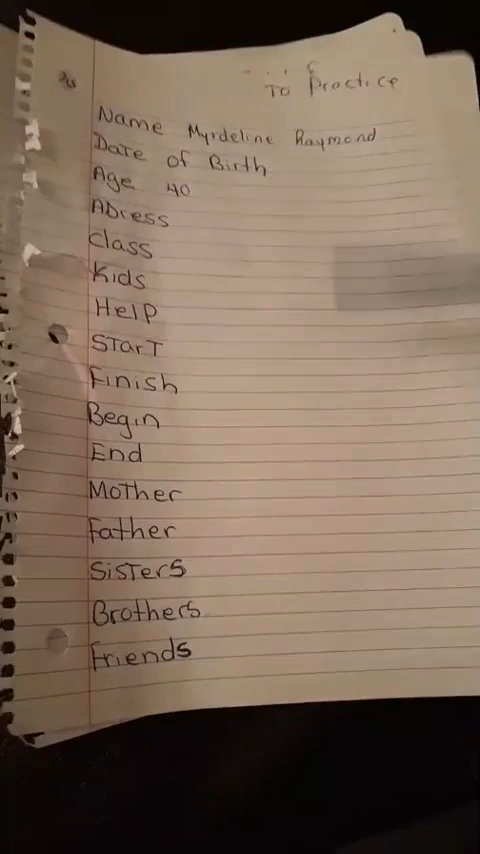 To Practice
Name Myrdeline Raymond
Date of Birth
Age 40
ADress
Class
Kids
Help
Start
Finish
Begin
End
Mother
Father
Sisters
Brothers
Friends